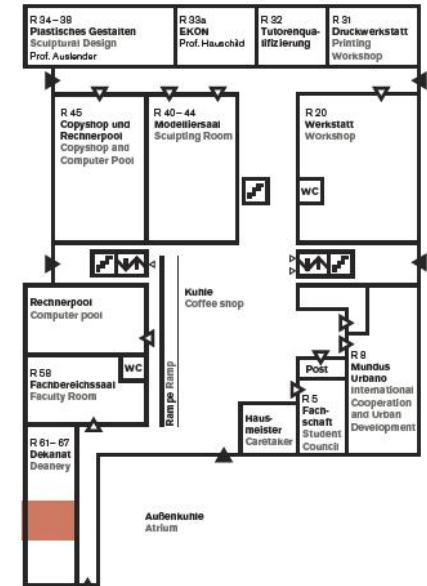 R 34–38
Plastisches Gestalten
Sculptural Design
Prof. Auslender
R 33a
EKON
Prof. Hauschild
R 32
Tutorenqua-
lifizierung
R 31
Druckwerkstatt
Printing
Workshop
R 45
Copyshop und
Rechnerpool
Copyshop and
Computer Pool
R 40–44
Modelliersaal
Sculpting Room
R 20
Werkstatt
Workshop
WC
Rechnerpool
Computer pool
Kuhle
Coffee shop
Rampe Ramp
R 58
Fachbereichssaal
Faculty Room
WC
Post
R 9
Mundus
Urbano
International
Cooperation
and Urban
Development
R 5
Fach-
schaft
Student
Council
Haus-
meister
Caretaker
R 61–67
Dekanat
Deanery
Außenkuhle
Atrium